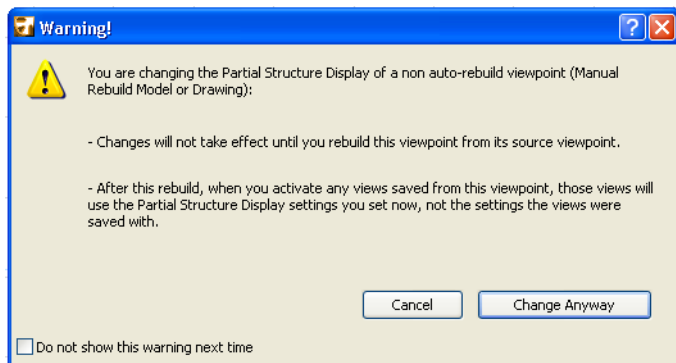 Warning!
You are changing the Partial Structure Display of a non auto-rebuild viewpoint (Manual
Rebuild Model or Drawing):
- Changes will not take effect until you rebuild this viewpoint from its source viewpoint.
- After this rebuild, when you activate any views saved from this viewpoint, those views will
use the Partial Structure Display settings you set now, not the settings the views were
saved with.
Cancel
Change Anyway
Do not show this warning next time